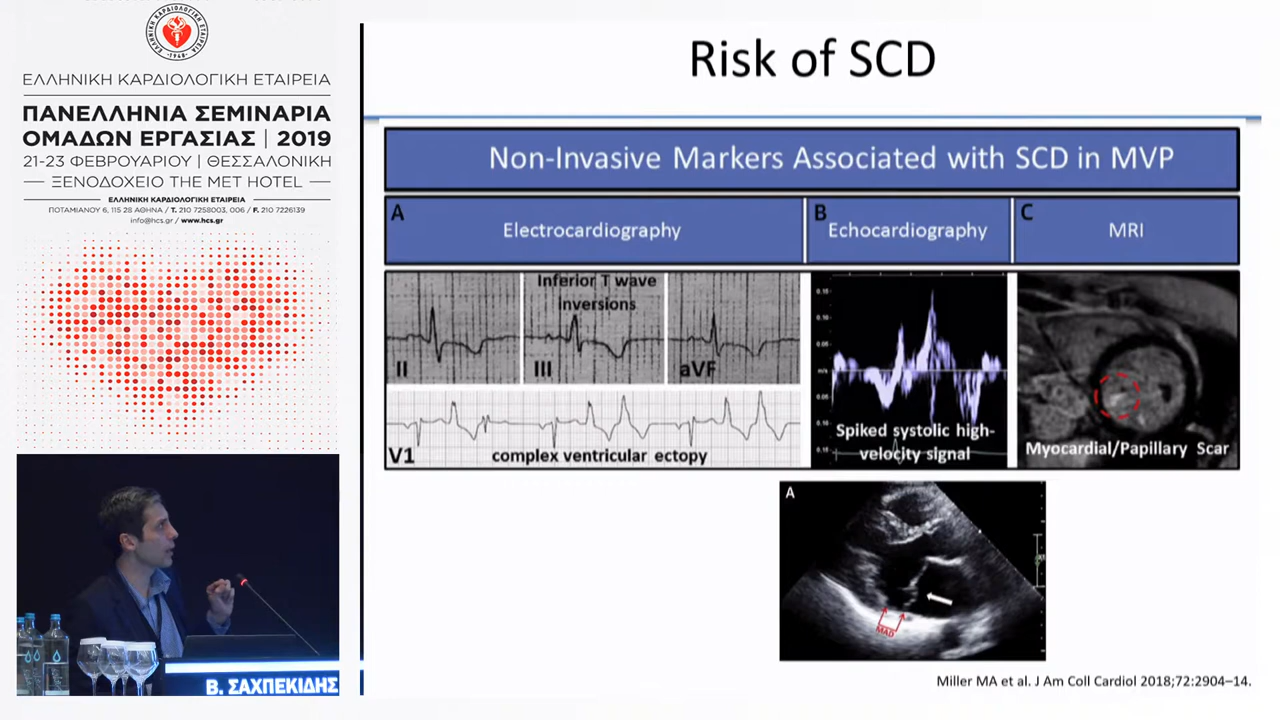 ΕΛΛΗΝΙΚΗ ΚΑΡΔΙΟΛΟΓΙΚΗ ΕΤΑΙΡΕΙΑ
·1948·
ΕΛΛΗΝΙΚΗ ΚΑΡΔΙΟΛΟΓΙΚΗ ΕΤΑΙΡΕΙΑ
ΠΑΝΕΛΛΗΝΙΑ ΣΕΜΙΝΑΡΙΑ
ΟΜΑΔΩΝ ΕΡΓΑΣΙΑΣ | 2019
21-23 ΦΕΒΡΟΥΑΡΙΟΥ | ΘΕΣΣΑΛΟΝΙΚΗ
ΞΕΝΟΔΟΧΕΙΟ THE MET HOTEL
ΕΛΛΗΝΙΚΗ ΚΑΡΔΙΟΛΟΓΙΚΗ ΕΤΑΙΡΕΙΑ
ΠΟΤΑΜΙΑΝΟΥ 6, 115 28 ΑΘΗΝΑ / Τ. 210 7258003, 006 / F. 210 7226139
info@hcs.gr / www.hcs.gr
Β. ΣΑΧΠΕΚΙΔΗΣ
Risk of SCD
Non-Invasive Markers Associated with SCD in MVP
A
Electrocardiography
B
Echocardiography
C
MRI
Inferior T wave
inversions
II
III
aVF
V1
complex ventricular ectopy
Spiked systolic high-
velocity signal
Myocardial/Papillary Scar
A
MAD
Miller MA et al. J Am Coll Cardiol 2018;72:2904–14.